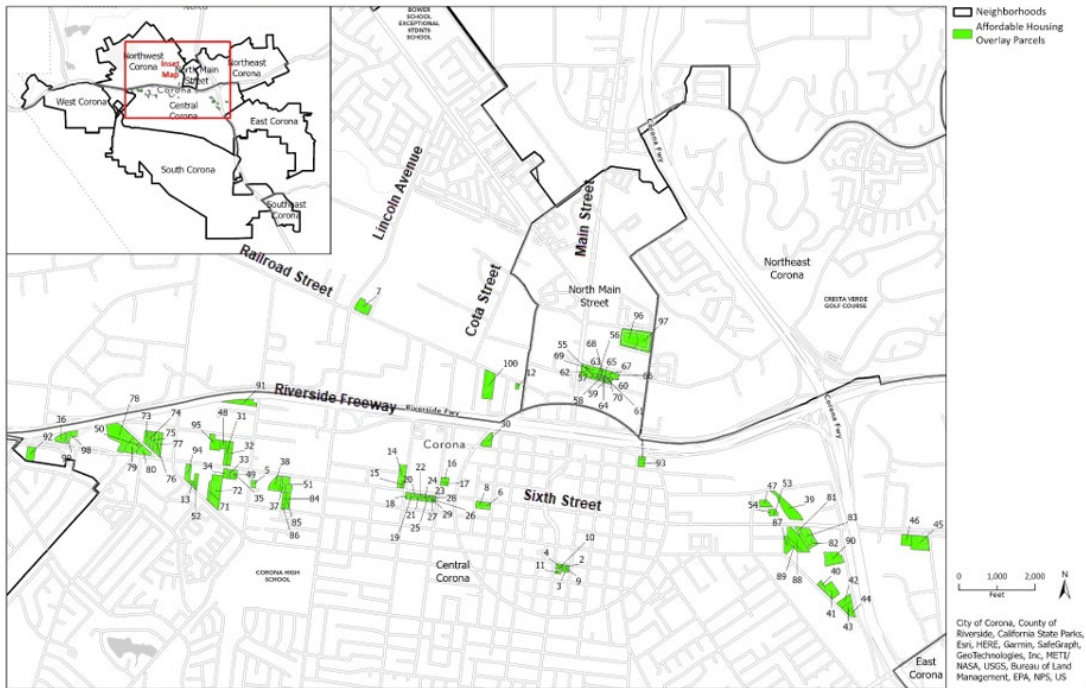 Norco
Northwest
Corona
Inset
Map
North Main
Street
Northeast
Corona
Corona
West Corona
Central
Corona
East Corona
South Corona
Southeast
Corona
BOWER
SCHOOL
EXCEPTIONAL
STDNTS
SCHOOL
Neighborhoods
Affordable Housing
Overlay Parcels
Corona Fwy
Lincoln Avenue
Main Street
Railroad Street
Cota Street
Northeast
Corona
North Main
Street
CRESTA VERDE
GOLF COURSE
7
96
97
56
55
68
69
63
65
67
62
57
66
60
59
70
58
64
61
100
12
91
Riverside Freeway
Riverside Fwy
Corona Fwy
78
36
50
73
74
48
31
95
92
75
32
30
Corona
99
98
77
33
93
79
80
94
34
38
14
22
16
76
49
5
51
15
20
24
17
8
13
72
35
37
84
18
23
28
6
Sixth Street
52
71
85
21
25
27
29
26
86
19
47
53
39
81
54
83
87
82
90
46
45
89
88
40
42
41
44
43
10
4
2
11
3
9
CORONA HIGH
SCHOOL
Central
Corona
East
Corona
0
1,000
2,000
Feet
N
City of Corona, County of
Riverside, California State Parks,
Esri, HERE, Garmin, SafeGraph,
GeoTechnologies, Inc, METI/
NASA, USGS, Bureau of Land
Management, EPA, NPS, US